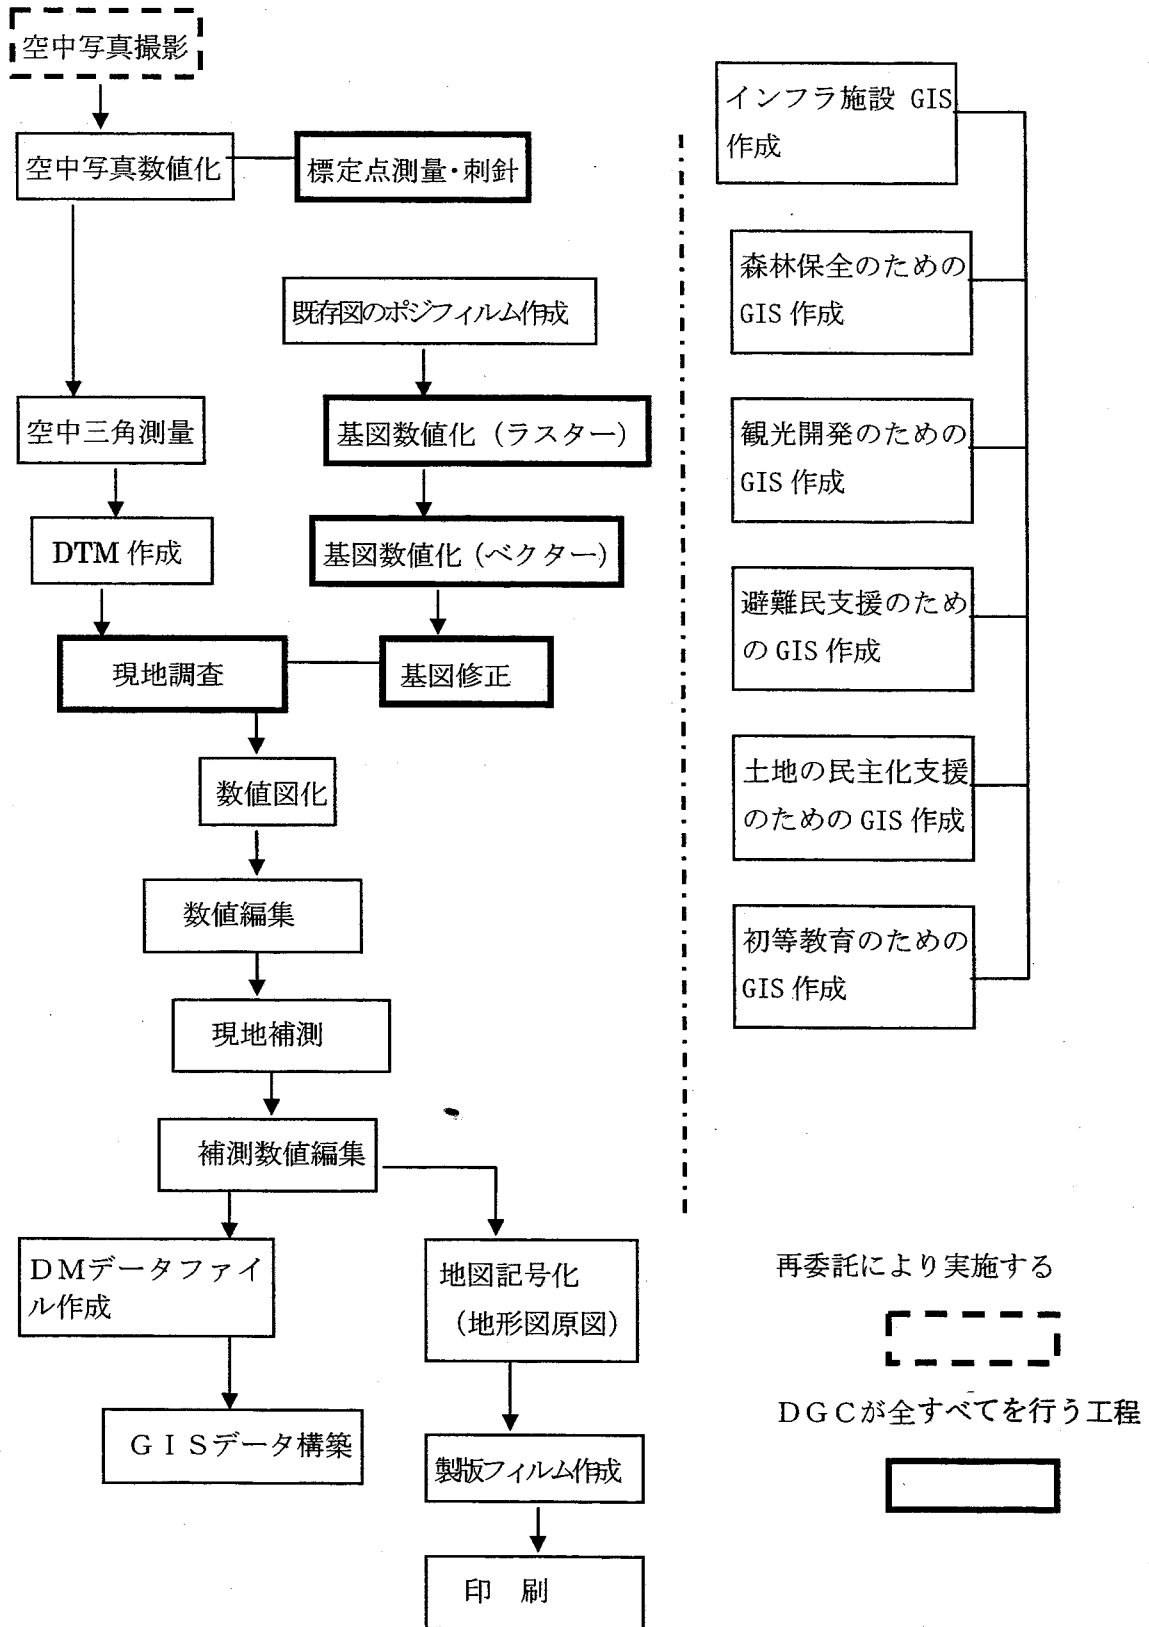 空中写真撮影
空中写真数値化
標定点測量・刺針
既存図のポジフィルム作成
空中三角測量
基図数値化（ラスター）
DTM 作成
基図数値化（ベクター）
現地調査
基図修正
数値図化
数値編集
現地補測
補測数値編集
DMデータファイ
ル作成
地図記号化
（地形図原図）
GISデータ構築
製版フィルム作成
印 刷
インフラ施設 GIS
作成
森林保全のための
GIS 作成
観光開発のための
GIS 作成
避難民支援のため
の GIS 作成
土地の民主化支援
のための GIS 作成
初等教育のための
GIS 作成
再委託により実施する
DGCが全すべてを行う工程